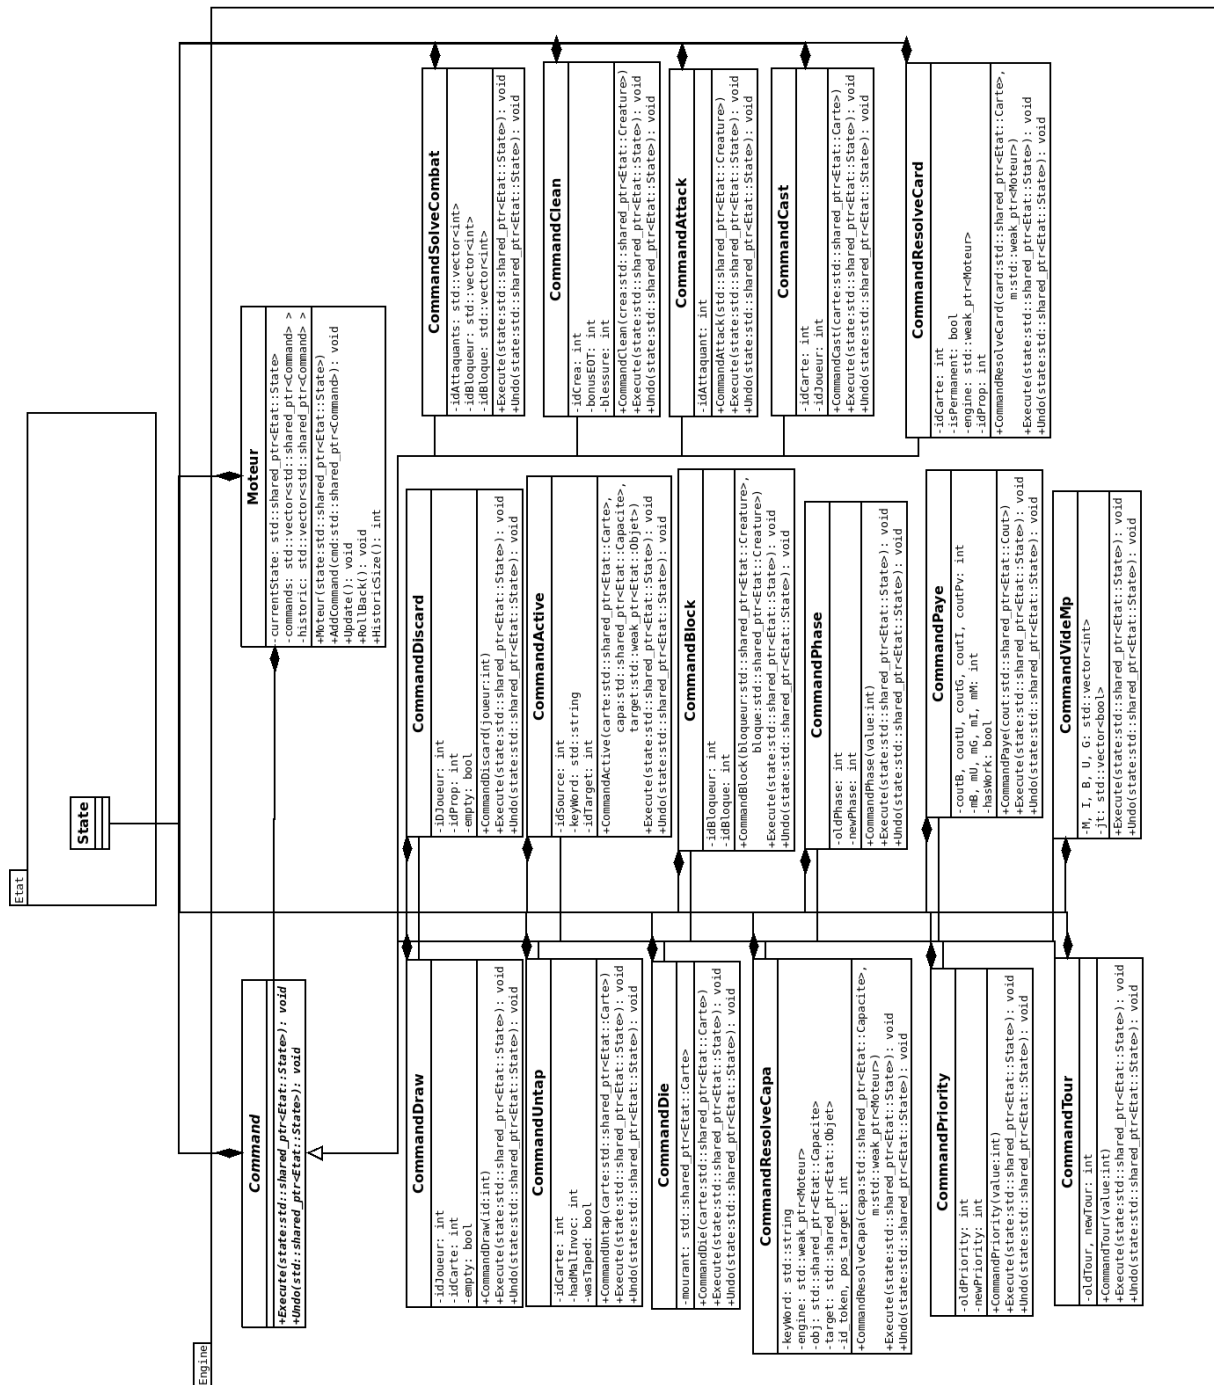 Etat
State
Engine
Command
+Execute(state:std::shared_ptr<Etat::State>): void
+Undo(std::shared_ptr<Etat::State>): void
Moteur
-currentState: std::shared_ptr<Etat::State>
-commands: std::vector<std::shared_ptr<Command> >
-historic: std::vector<std::shared_ptr<Command> >
+Moteur(state:std::shared_ptr<Etat::State>)
+AddCommand(cmd:std::shared_ptr<Command>): void
+Update(): void
+RollBack(): void
+HistoricSize(): int
CommandDraw
-idJoueur: int
-idCarte: int
-empty: bool
+CommandDraw(id:int)
+Execute(state:std::shared_ptr<Etat::State>): void
+Undo(state:std::shared_ptr<Etat::State>): void
CommandDiscard
-iDJoueur: int
-idProp: int
-empty: bool
+CommandDiscard(joueur:int)
+Execute(state:std::shared_ptr<Etat::State>): void
+Undo(state:std::shared_ptr<Etat::State>): void
CommandSolveCombat
-idAttaquants: std::vector<int>
-idBloqueur: std::vector<int>
-idBloque: std::vector<int>
+Execute(state:std::shared_ptr<Etat::State>): void
+Undo(state:std::shared_ptr<Etat::State>): void
CommandUntap
-idCarte: int
-hadMalInvoc: int
-wasTaped: bool
+CommandUntap(carte:std::shared_ptr<Etat::Carte>)
+Execute(state:std::shared_ptr<Etat::State>): void
+Undo(state:std::shared_ptr<Etat::State>): void
CommandActive
-idSource: int
-keyWord: std::string
-idTarget: int
+CommandActive(carte:std::shared_ptr<Etat::Carte>,
capa:std::shared_ptr<Etat::Capacite>,
target:std::weak_ptr<Etat::Objet>)
+Execute(state:std::shared_ptr<Etat::State>): void
+Undo(state:std::shared_ptr<Etat::State>): void
CommandClean
-idCrea: int
-bonusEOT: int
-blessure: int
+CommandClean(crea:std::shared_ptr<Etat::Creature>)
+Execute(state:std::shared_ptr<Etat::State>): void
+Undo(state:std::shared_ptr<Etat::State>): void
CommandDie
-mourant: std::shared_ptr<Etat::Carte>
+CommandDie(carte:std::shared_ptr<Etat::Carte>)
+Execute(state:std::shared_ptr<Etat::State>): void
+Undo(state:std::shared_ptr<Etat::State>): void
CommandBlock
-idBloqueur: int
-idBloque: int
+CommandBlock(bloqueur:std::shared_ptr<Etat::Creature>,
bloque:std::shared_ptr<Etat::Creature>)
+Execute(state:std::shared_ptr<Etat::State>): void
+Undo(state:std::shared_ptr<Etat::State>): void
CommandAttack
-idAttaquant: int
+CommandAttack(std::shared_ptr<Etat::Creature>)
+Execute(state:std::shared_ptr<Etat::State>): void
+Undo(state:std::shared_ptr<Etat::State>): void
CommandResolveCapa
-keyWord: std::string
-engine: std::weak_ptr<Moteur>
-obj: std::shared_ptr<Etat::Capacite>
-target: std::shared_ptr<Etat::Objet>
-id_token, pos_target: int
+CommandResolveCapa(capa:std::shared_ptr<Etat::Capacite>,
m:std::weak_ptr<Moteur>)
+Execute(state:std::shared_ptr<Etat::State>): void
+Undo(state:std::shared_ptr<Etat::State>): void
CommandPhase
-oldPhase: int
-newPhase: int
+CommandPhase(value:int)
+Execute(state:std::shared_ptr<Etat::State>): void
+Undo(state:std::shared_ptr<Etat::State>): void
CommandCast
-idCarte: int
-idJoueur: int
+CommandCast(carte:std::shared_ptr<Etat::Carte>)
+Execute(state:std::shared_ptr<Etat::State>): void
+Undo(state:std::shared_ptr<Etat::State>): void
CommandPriority
-oldPriority: int
-newPriority: int
+CommandPriority(value:int)
+Execute(state:std::shared_ptr<Etat::State>): void
+Undo(state:std::shared_ptr<Etat::State>): void
CommandPaye
-coutB, coutU, coutG, coutI, coutPv: int
-mB, mU, mG, mI, mM: int
-hasWork: bool
+CommandPaye(cout:std::shared_ptr<Etat::Cout>)
+Execute(state:std::shared_ptr<Etat::State>): void
+Undo(state:std::shared_ptr<Etat::State>): void
CommandResolveCard
-idCarte: int
-isPermanent: bool
-engine: std::weak_ptr<Moteur>
-idProp: int
+CommandResolveCard(card:std::shared_ptr<Etat::Carte>,
m:std::weak_ptr<Moteur>)
+Execute(state:std::shared_ptr<Etat::State>): void
+Undo(state:std::shared_ptr<Etat::State>): void
CommandTour
-oldTour, newTour: int
+CommandTour(value:int)
+Execute(state:std::shared_ptr<Etat::State>): void
+Undo(state:std::shared_ptr<Etat::State>): void
CommandVideMp
-M, I, B, U, G: std::vector<int>
-jt: std::vector<bool>
+Execute(state:std::shared_ptr<Etat::State>): void
+Undo(state:std::shared_ptr<Etat::State>): void